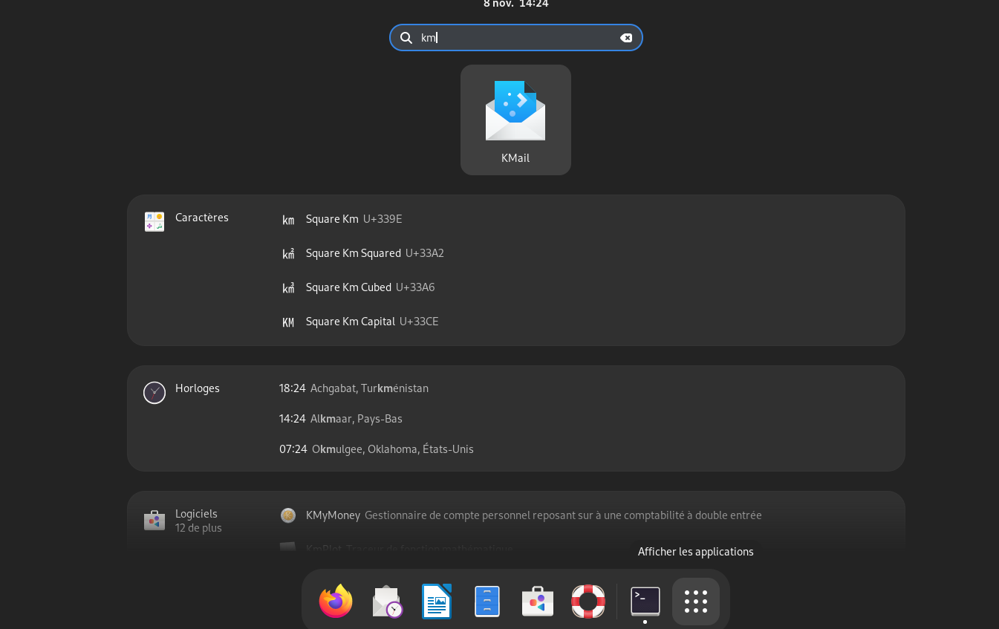 8 nov. 14:24
km
KMail
Caractères
km Square Km U+339E
km² Square Km Squared U+33A2
km³ Square Km Cubed U+33A6
KM Square Km Capital U+33CE
Horloges
18:24 Achgabat, Turkménistan
14:24 Alkmaar, Pays-Bas
07:24 Okmulgee, Oklahoma, États-Unis
Logiciels
12 de plus
KMyMoney Gestionnaire de compte personnel reposant sur à une comptabilité à double entrée
KmPlot Traceur de fonction mathématique
Afficher les applications